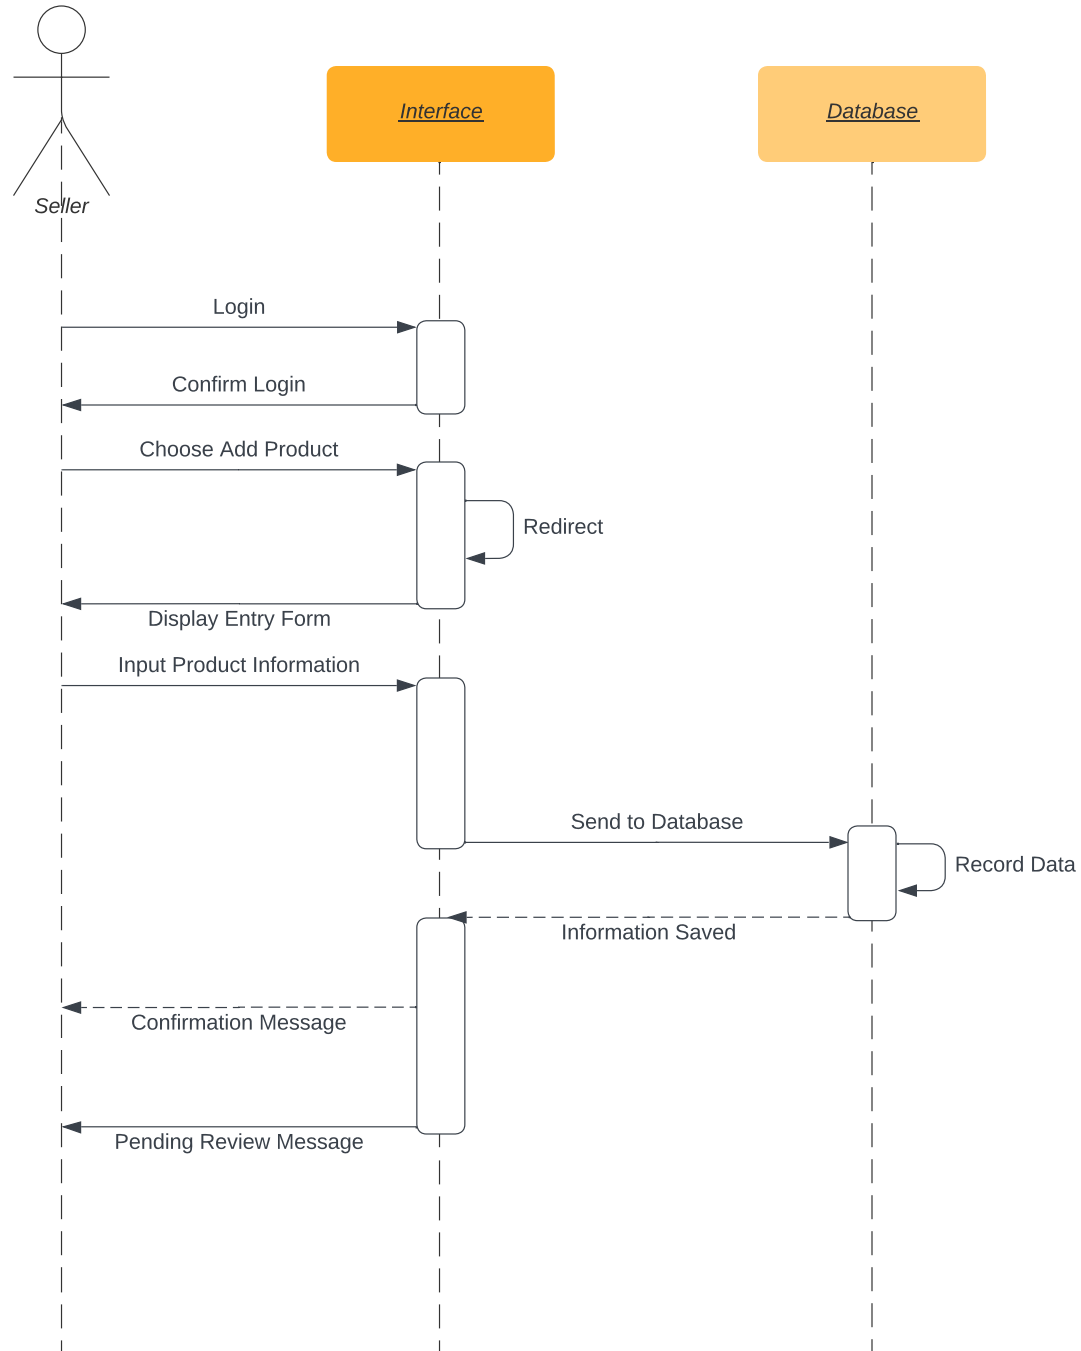 Interface
Database
Seller
Login
Confirm Login
Choose Add Product
Redirect
Display Entry Form
Input Product Information
Send to Database
Record Data
Information Saved
Confirmation Message
Pending Review Message